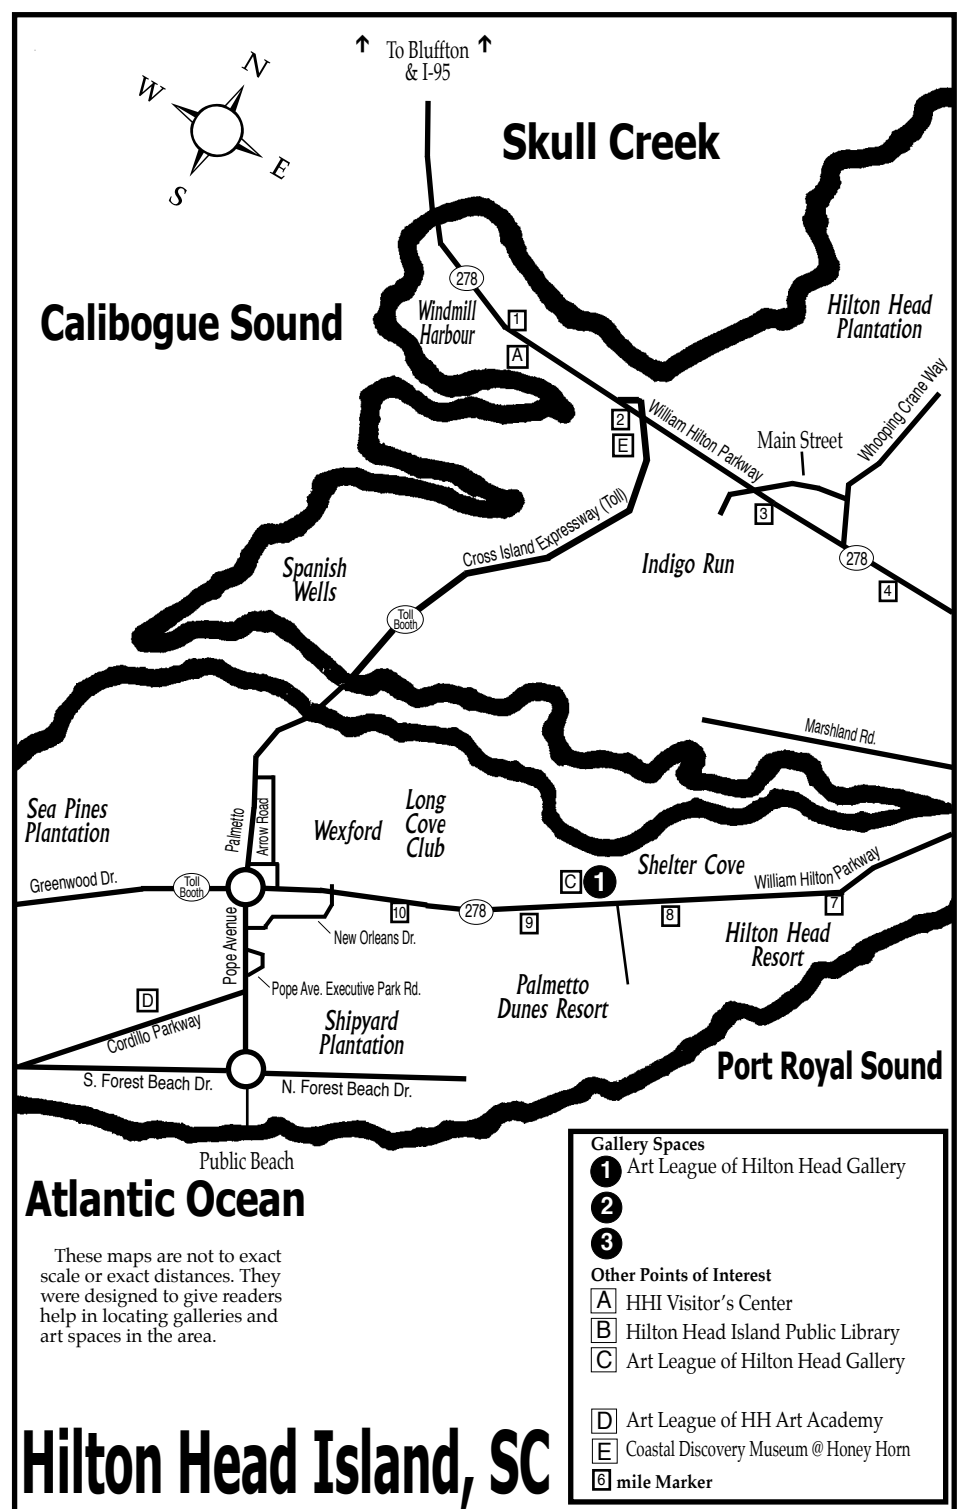 To Bluffton
& I-95
N
W
E
S
Skull Creek
278
Calibogue Sound
Windmill
Harbour
1
A
Hilton Head
Plantation
Whooping Crane Way
2
E
William Hilton Parkway
Main Street
3
Cross Island Expressway (Toll)
Indigo Run
278
4
Spanish
Wells
Toll
Booth
Marshland Rd.
Sea Pines
Plantation
Palmetto
Arrow Road
Wexford
Long
Cove
Club
Shelter Cove
William Hilton Parkway
Greenwood Dr.
Toll
Booth
C
1
10
278
9
8
7
New Orleans Dr.
Pope Avenue
Hilton Head
Resort
Pope Ave. Executive Park Rd.
Palmetto
Dunes Resort
D
Cordillo Parkway
Shipyard
Plantation
Port Royal Sound
S. Forest Beach Dr.
N. Forest Beach Dr.
Public Beach
Atlantic Ocean
These maps are not to exact
scale or exact distances. They
were designed to give readers
help in locating galleries and
art spaces in the area.
Hilton Head Island, SC
Gallery Spaces
1 Art League of Hilton Head Gallery
2
3
Other Points of Interest
A HHI Visitor's Center
B Hilton Head Island Public Library
C Art League of Hilton Head Gallery
D Art League of HH Art Academy
E Coastal Discovery Museum @ Honey Horn
6 mile Marker